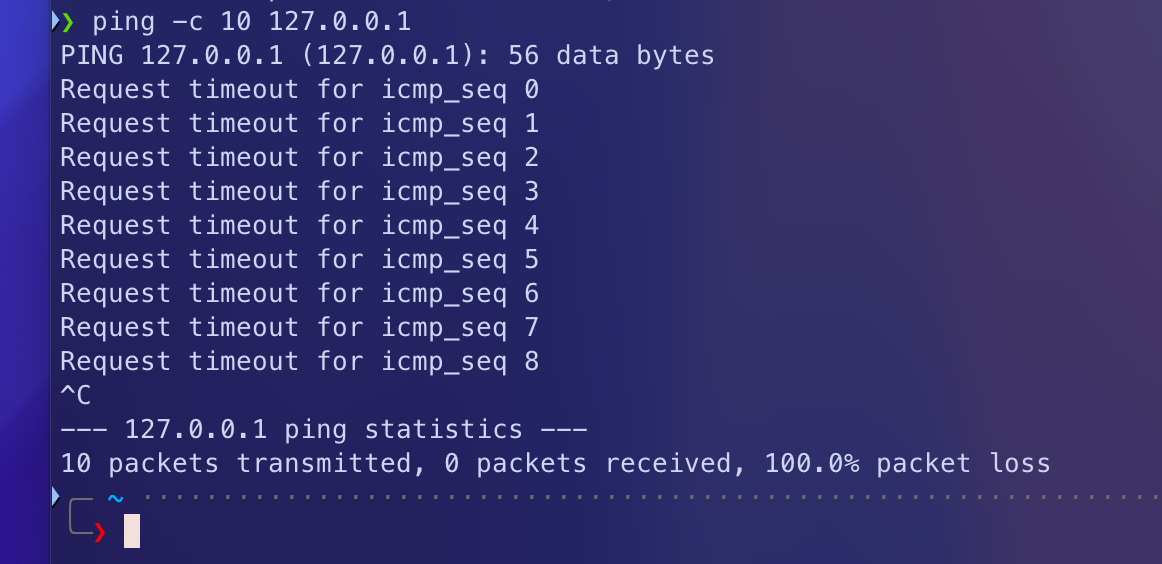 ❯ ping -c 10 127.0.0.1
PING 127.0.0.1 (127.0.0.1): 56 data bytes
Request timeout for icmp_seq 0
Request timeout for icmp_seq 1
Request timeout for icmp_seq 2
Request timeout for icmp_seq 3
Request timeout for icmp_seq 4
Request timeout for icmp_seq 5
Request timeout for icmp_seq 6
Request timeout for icmp_seq 7
Request timeout for icmp_seq 8
^C
--- 127.0.0.1 ping statistics ---
10 packets transmitted, 0 packets received, 100.0% packet loss
~
❯